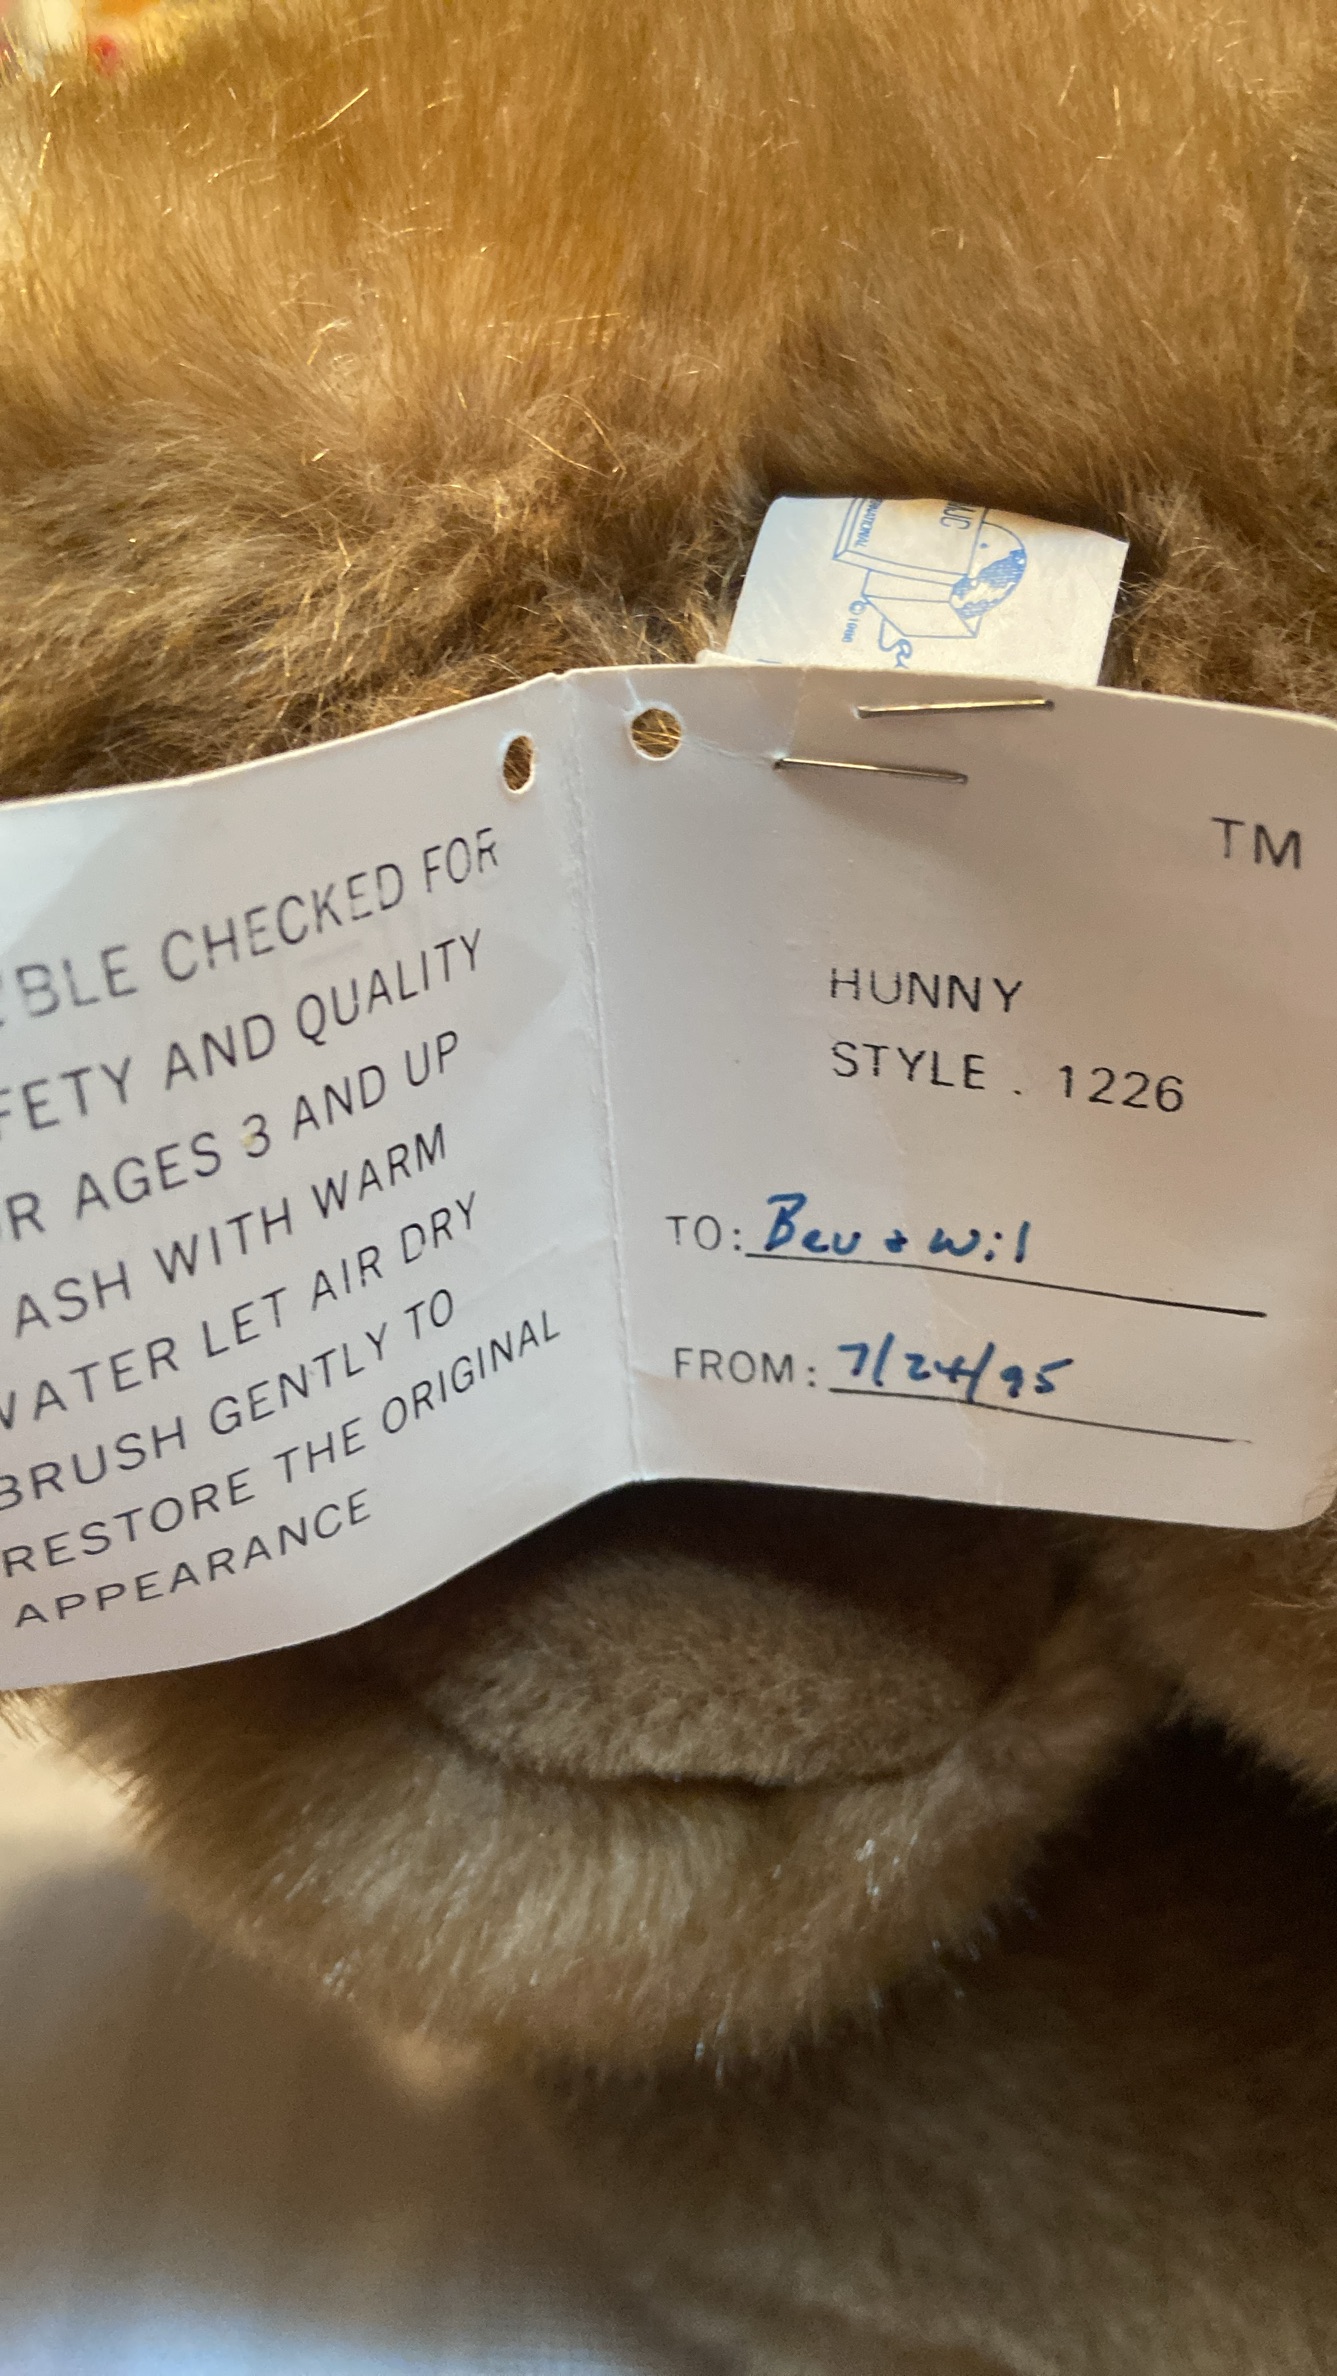 BLE CHECKED FOR
FETY AND QUALITY
R AGES 3 AND UP
ASH WITH WARM
WATER LET AIR DRY
BRUSH GENTLY TO
RESTORE THE ORIGINAL
APPEARANCE
TM
HUNNY
STYLE . 1226
TO: Bev + Wil
FROM: 7/24/95